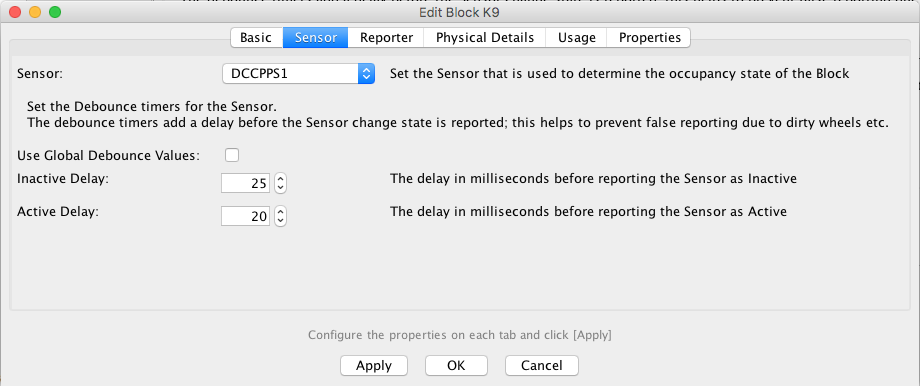 Edit Block K9
Basic Sensor Reporter Physical Details Usage Properties
Sensor: DCCPPS1 Set the Sensor that is used to determine the occupancy state of the Block
Set the Debounce timers for the Sensor.
The debounce timers add a delay before the Sensor change state is reported; this helps to prevent false reporting due to dirty wheels etc.
Use Global Debounce Values:
Inactive Delay: 25 The delay in milliseconds before reporting the Sensor as Inactive
Active Delay: 20 The delay in milliseconds before reporting the Sensor as Active
Configure the properties on each tab and click [Apply]
Apply OK Cancel